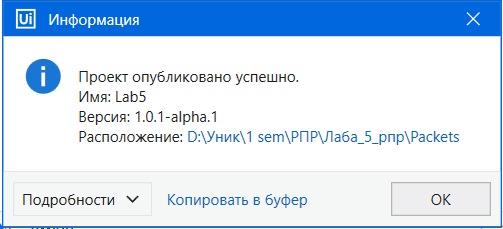 Ui Информация
Проект опубликовано успешно.
Имя: Lab5
Версия: 1.0.1-alpha.1
Расположение: D:\Уник\1 sem\РПР\Лаба_5_рпр\Packets
Подробности Копировать в буфер OK